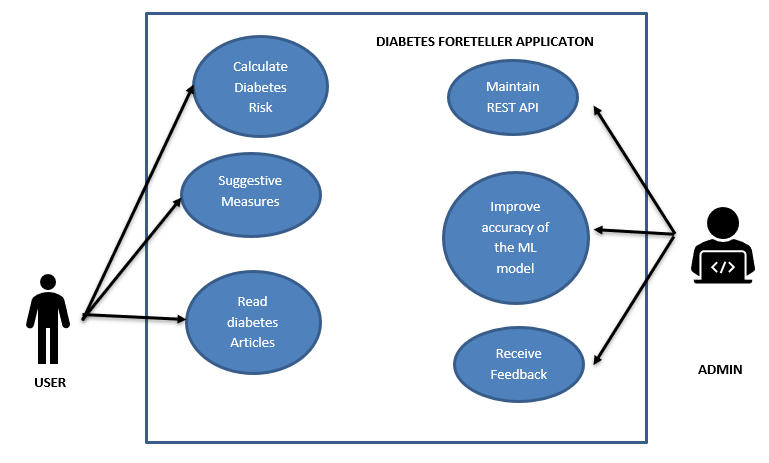 DIABETES FORETELLER APPLICATON
Calculate
Diabetes
Risk
Suggestive
Measures
Read
diabetes
Articles
Maintain
REST API
Improve
accuracy of
the ML
model
Receive
Feedback
USER
ADMIN
</>